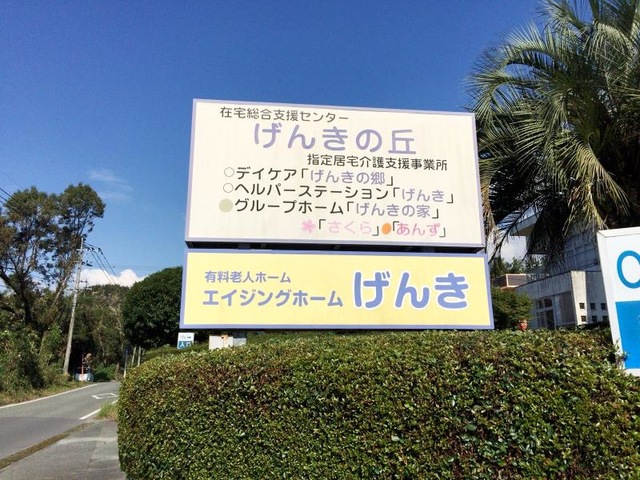 在宅総合支援センター
げんきの丘
指定居宅介護支援事業所
○デイケア「げんきの郷」
○ヘルパーステーション「げんき」
●グループホーム「げんきの家」
「さくら」「あんず」
有料老人ホーム
エイジングホーム げんき